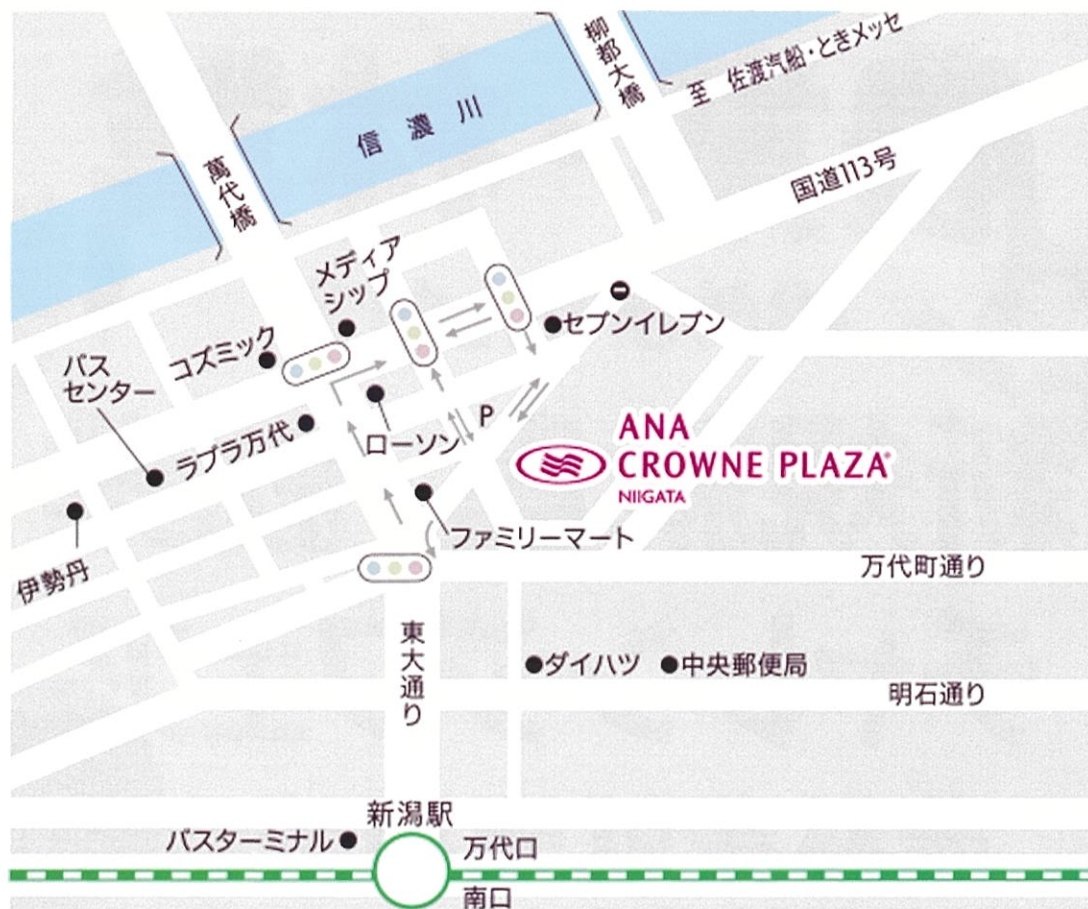 柳都大橋
至 佐渡汽船・ときメッセ
信濃川
萬代橋
国道113号
メディア
シップ
コズミック
セブンイレブン
バス
センター
ラブラ万代
ローソン
P
ANA
CROWNE PLAZA
NIIGATA
伊勢丹
ファミリーマート
万代町通り
東大通り
ダイハツ
中央郵便局
明石通り
新潟駅
バスターミナル
万代口
南口